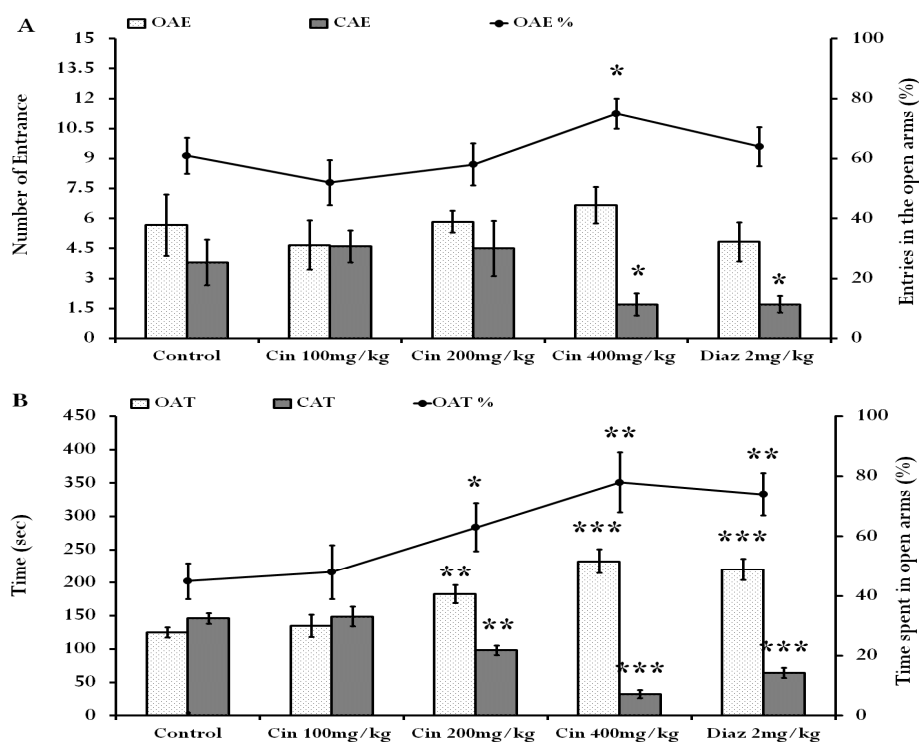 A
OAE CAE OAE %
15 100
13.5
12 80
10.5
9 60
7.5
6 40
4.5
3 20
1.5
0 0
Number of Entrance
Entries in the open arms (%)
*
* *
Control Cin 100mg/kg Cin 200mg/kg Cin 400mg/kg Diaz 2mg/kg
B
OAT CAT OAT %
450 100
400
350 80
300
250 60
200 40
150
100 20
50
0 0
Time (sec)
Time spent in open arms (%)
* ** **
** *** ***
** *** ***
Control Cin 100mg/kg Cin 200mg/kg Cin 400mg/kg Diaz 2mg/kg